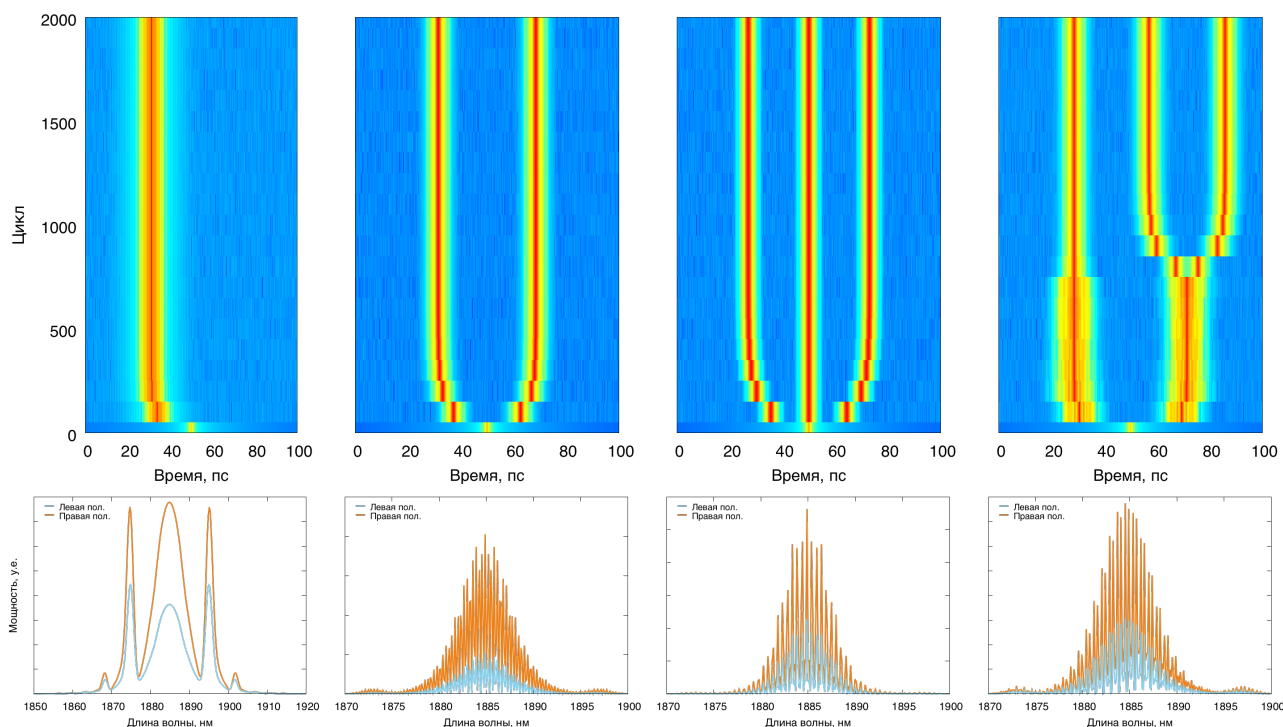 2000
1500
1000
500
0
Цикл
0 20 40 60 80 100
0 20 40 60 80 100
0 20 40 60 80 100
0 20 40 60 80 100
Время, пс
Время, пс
Время, пс
Время, пс
Мощность, у.е.
Левая пол.
Правая пол.
Левая пол.
Правая пол.
Левая пол.
Правая пол.
Левая пол.
Правая пол.
1850 1860 1870 1880 1890 1900 1910 1920
1870 1875 1880 1885 1890 1895 1900
1870 1875 1880 1885 1890 1895 1900
1870 1875 1880 1885 1890 1895 1900
Длина волны, нм
Длина волны, нм
Длина волны, нм
Длина волны, нм